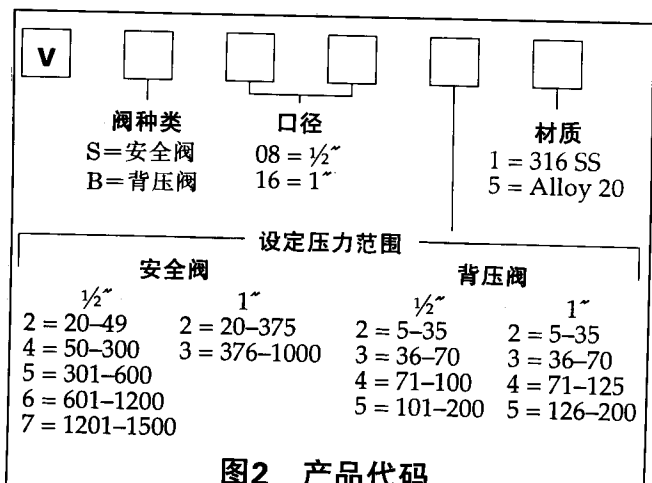 V
阀种类 口径 材质
S=安全阀 08 = ½″ 1 = 316 SS
B=背压阀 16 = 1″ 5 = Alloy 20
设定压力范围
安全阀 背压阀
½″ 1″ ½″ 1″
2 = 20–49 2 = 20–375 2 = 5–35 2 = 5–35
4 = 50–300 3 = 376–1000 3 = 36–70 3 = 36–70
5 = 301–600 4 = 71–100 4 = 71–125
6 = 601–1200 5 = 101–200 5 = 126–200
7 = 1201–1500
图2 产品代码